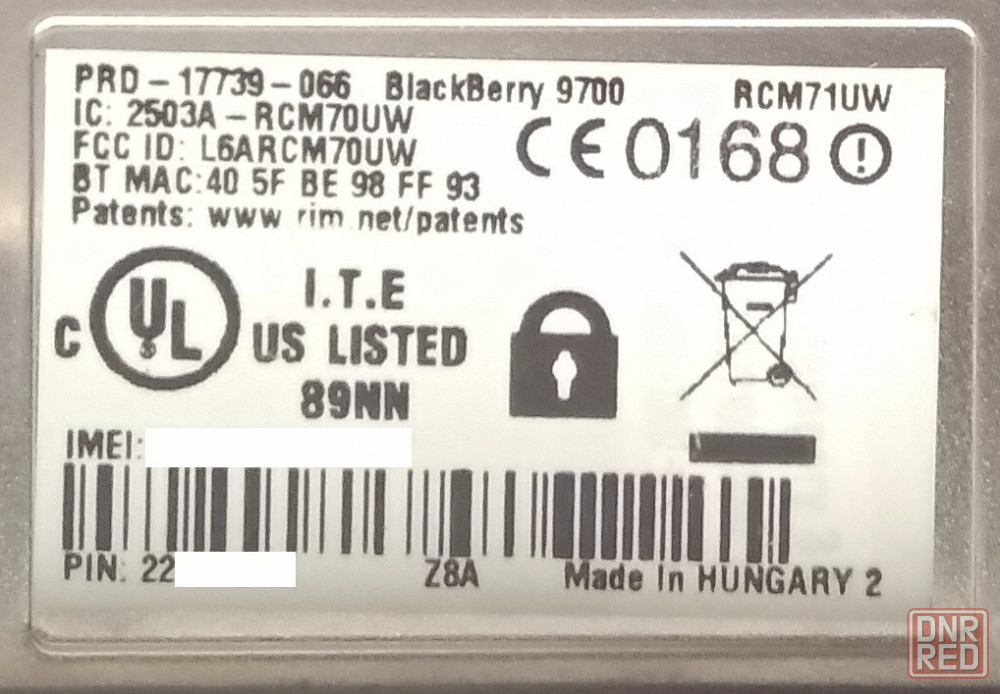 PRD-17739-066 BlackBerry 9700 RCM71UW
IC: 2503A-RCM70UW
FCC ID: L6ARCM70UW
CE0168
BT MAC:40 5F BE 98 FF 93
Patents: www.rim.net/patents
I.T.E
C UL US LISTED
89NN
IMEI:
PIN: 22 Z8A Made In HUNGARY 2
DNR
RED